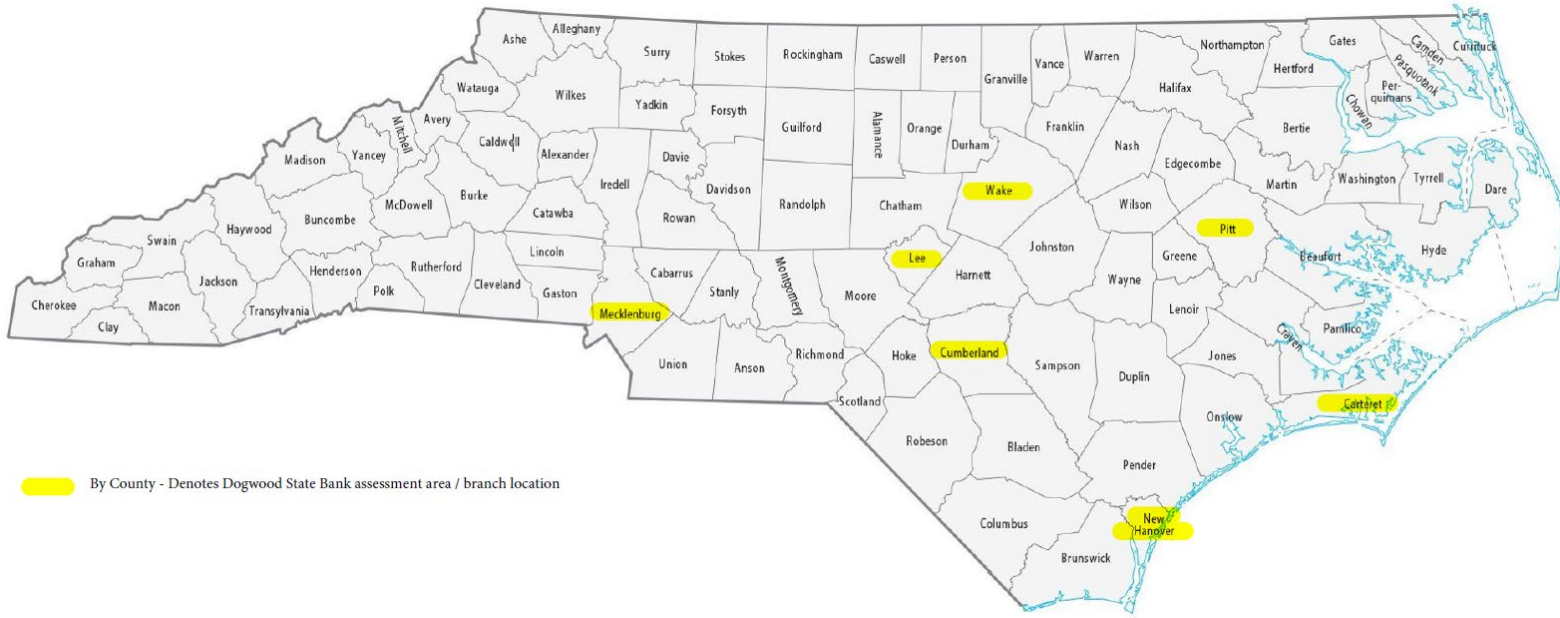 Ashe
Alleghany
Surry
Stokes
Rockingham
Caswell
Person
Granville
Vance
Warren
Northampton
Gates
Camden
Currituck
Pasquotank
Per-
quimans
Chowan
Hertford
Halifax
Watauga
Wilkes
Yadkin
Forsyth
Guilford
Alamance
Orange
Durham
Franklin
Nash
Edgecombe
Bertie
Martin
Washington
Tyrrell
Dare
Mitchell
Avery
Caldwell
Alexander
Madison
Yancey
Iredell
Davie
Davidson
Randolph
Chatham
Wake
Wilson
Pitt
Beaufort
Hyde
Burke
McDowell
Catawba
Rowan
Buncombe
Haywood
Swain
Graham
Cherokee
Clay
Macon
Jackson
Transylvania
Henderson
Polk
Rutherford
Cleveland
Lincoln
Gaston
Mecklenburg
Cabarrus
Stanly
Montgomery
Moore
Lee
Harnett
Johnston
Wayne
Greene
Lenoir
Craven
Pamlico
Jones
Carteret
Union
Anson
Richmond
Scotland
Hoke
Cumberland
Sampson
Duplin
Onslow
Robeson
Bladen
Pender
Columbus
Brunswick
New
Hanover
By County - Denotes Dogwood State Bank assessment area / branch location